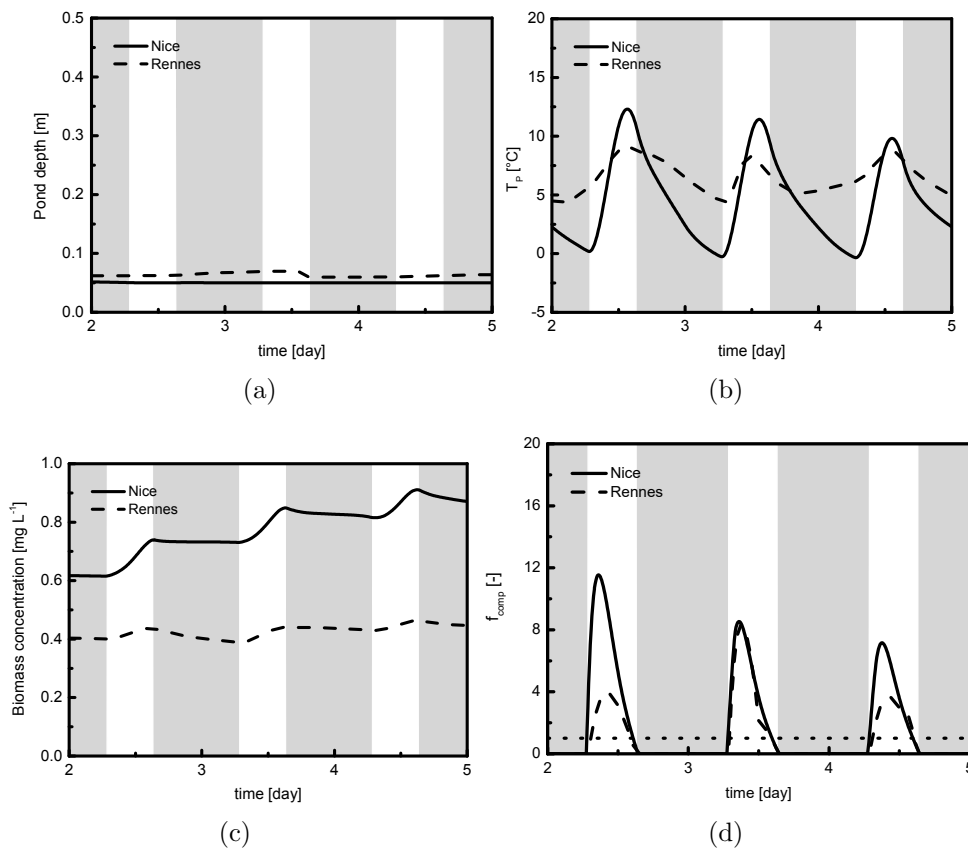 0.5
0.4
0.3
0.2
0.1
0.0
Pond depth [m]
Nice
Rennes
2 3 4 5
time [day]
(a)
20
15
10
5
0
-5
T_P [°C]
Nice
Rennes
2 3 4 5
time [day]
(b)
1.0
0.8
0.6
0.4
0.2
0.0
Biomass concentration [mg L⁻¹]
Nice
Rennes
2 3 4 5
time [day]
(c)
20
16
12
8
4
0
f_comp [-]
Nice
Rennes
2 3 4 5
time [day]
(d)